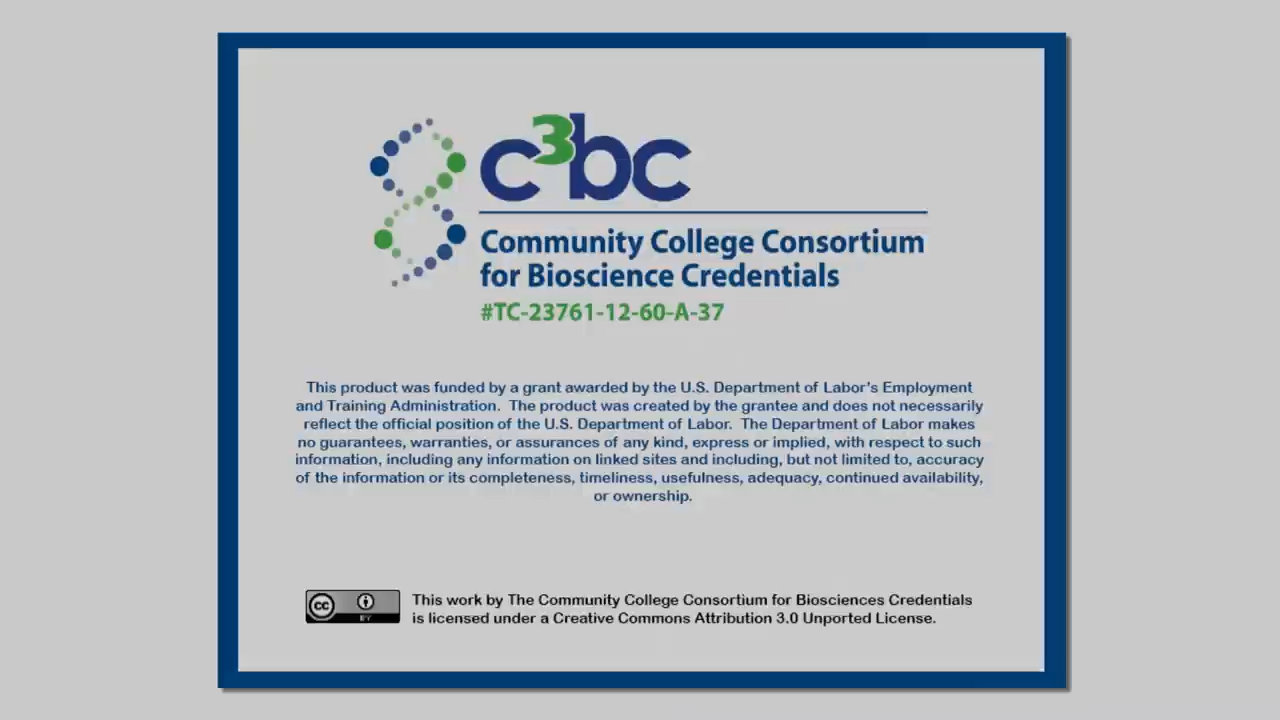 c3bc
Community College Consortium
for Bioscience Credentials
#TC-23761-12-60-A-37
This product was funded by a grant awarded by the U.S. Department of Labor's Employment
and Training Administration.  The product was created by the grantee and does not necessarily
reflect the official position of the U.S. Department of Labor.  The Department of Labor makes
no guarantees, warranties, or assurances of any kind, express or implied, with respect to such
information, including any information on linked sites and including, but not limited to, accuracy
of the information or its completeness, timeliness, usefulness, adequacy, continued availability,
or ownership.
cc
BY
This work by The Community College Consortium for Biosciences Credentials
is licensed under a Creative Commons Attribution 3.0 Unported License.